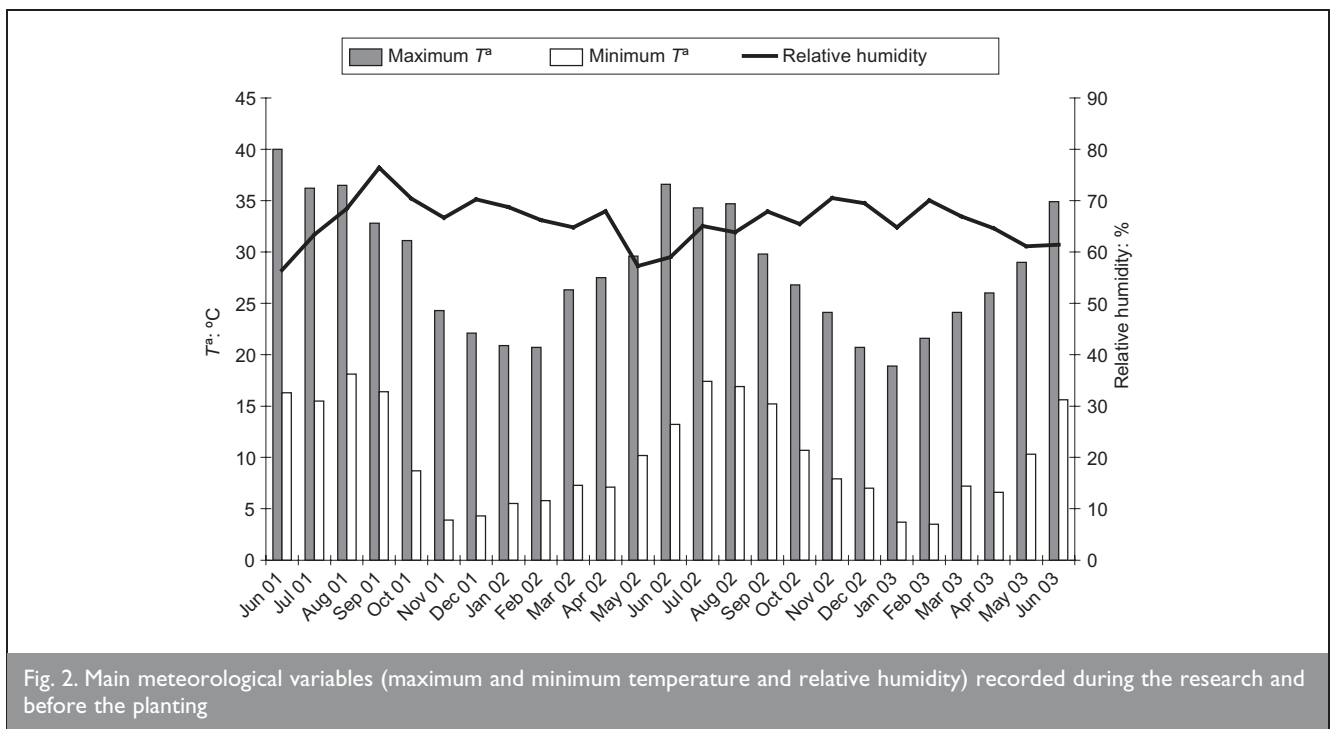 Maximum Tª Minimum Tª Relative humidity
45
40
35
30
25
20
15
10
5
0
Tª: ºC
90
80
70
60
50
40
30
20
10
0
Relative humidity: %
Jun 01
Jul 01
Aug 01
Sep 01
Oct 01
Nov 01
Dec 01
Jan 02
Feb 02
Mar 02
Apr 02
May 02
Jun 02
Jul 02
Aug 02
Sep 02
Oct 02
Nov 02
Dec 02
Jan 03
Feb 03
Mar 03
Apr 03
May 03
Jun 03
Fig. 2. Main meteorological variables (maximum and minimum temperature and relative humidity) recorded during the research and
before the planting